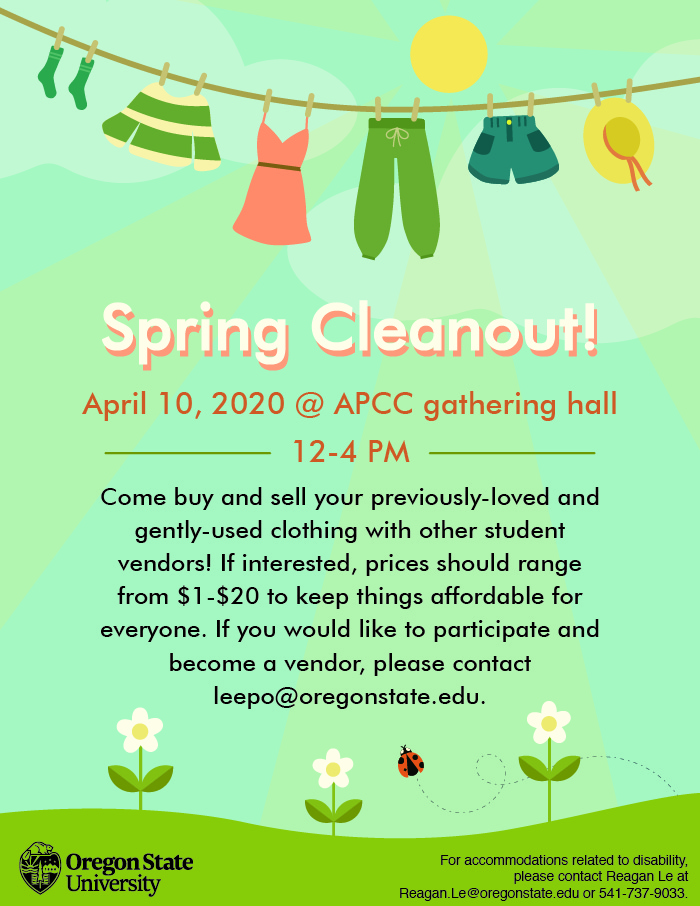 Spring Cleanout!
April 10, 2020 @ APCC gathering hall
12-4 PM
Come buy and sell your previously-loved and
gently-used clothing with other student
vendors! If interested, prices should range
from $1-$20 to keep things affordable for
everyone. If you would like to participate and
become a vendor, please contact
leepo@oregonstate.edu.
Oregon State
University
For accommodations related to disability,
please contact Reagan Le at
Reagan.Le@oregonstate.edu or 541-737-9033.